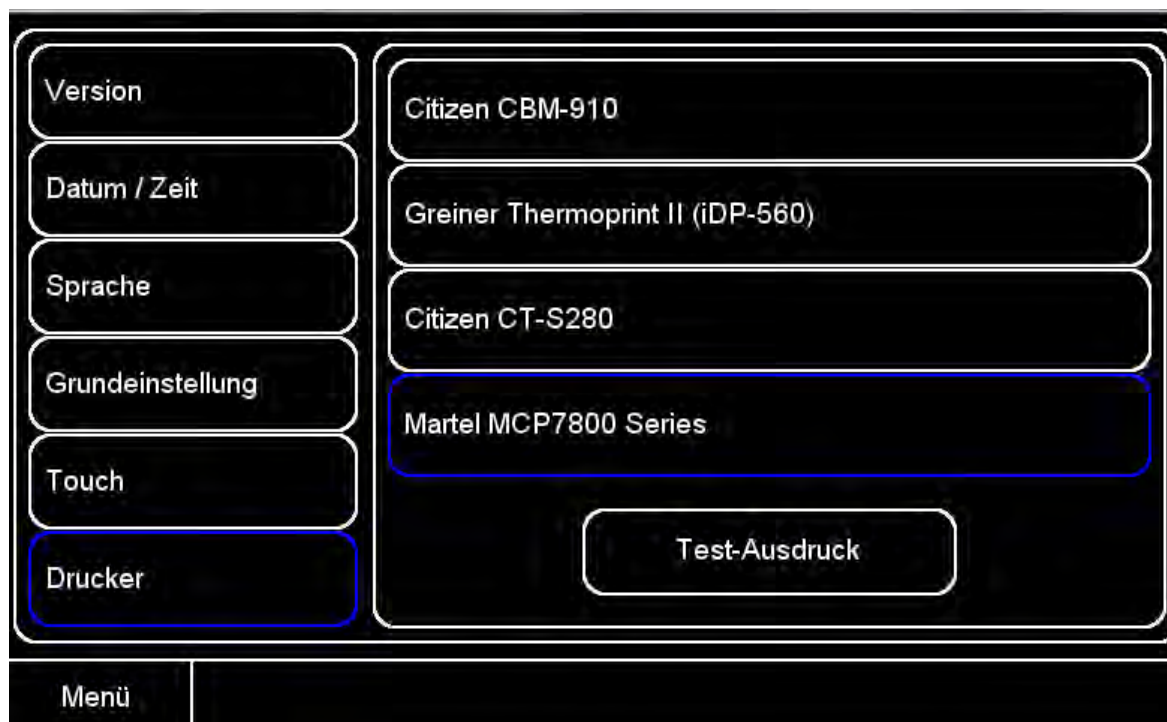 Version
Datum / Zeit
Sprache
Grundeinstellung
Touch
Drucker
Citizen CBM-910
Greiner Thermoprint II (iDP-560)
Citizen CT-S280
Martel MCP7800 Series
Test-Ausdruck
Menü